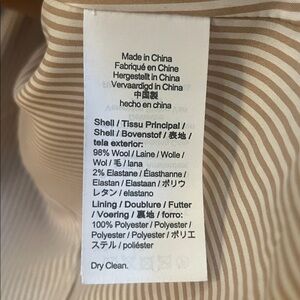 Made in China
Fabriqué en Chine
Hergestellt in China
Vervaardigd in China
中国製
hecho en china
Shell / Tissu Principal /
Shell / Bovenstof / 表地 /
tela exterior:
98% Wool / Laine / Wolle /
Wol / 毛 / lana
2% Elastane / Élasthanne /
Elastan / Elastaan / ポリウ
レタン / elastano
Lining / Doublure / Futter
/ Voering / 裏地 / forro:
100% Polyester / Polyester /
Polyester / Polyester / ポリエ
ステル / poliéster
Dry Clean.